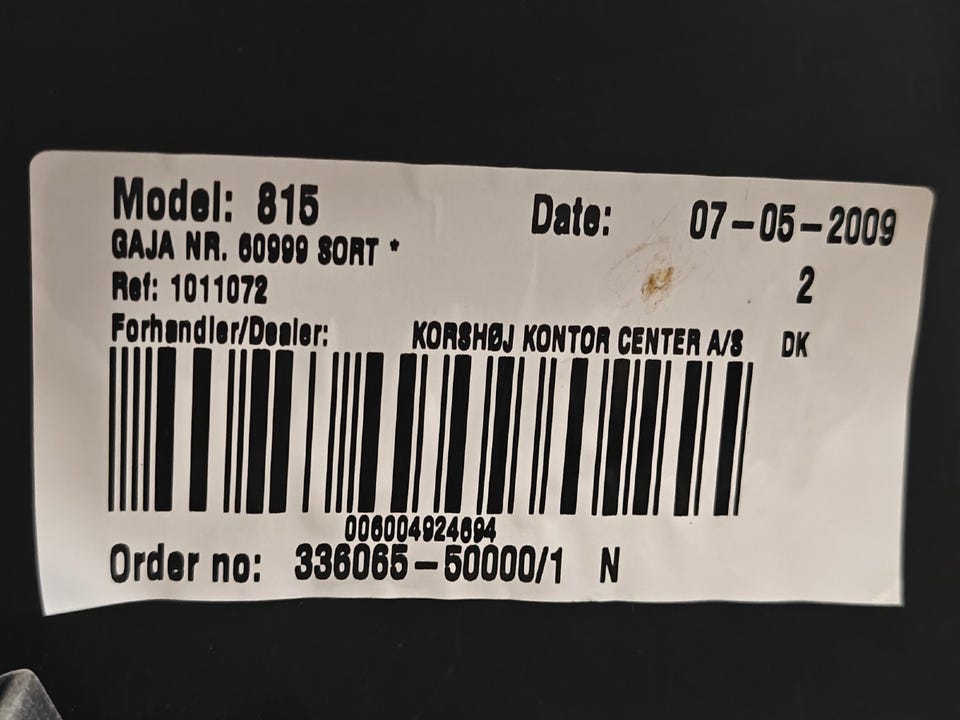 Model: 815
Date: 07-05-2009
GAJA NR. 60999 SORT *
2
Ref: 1011072
Forhandler/Dealer: KORSHØJ KONTOR CENTER A/S DK
006004924694
Order no: 336065-50000/1 N